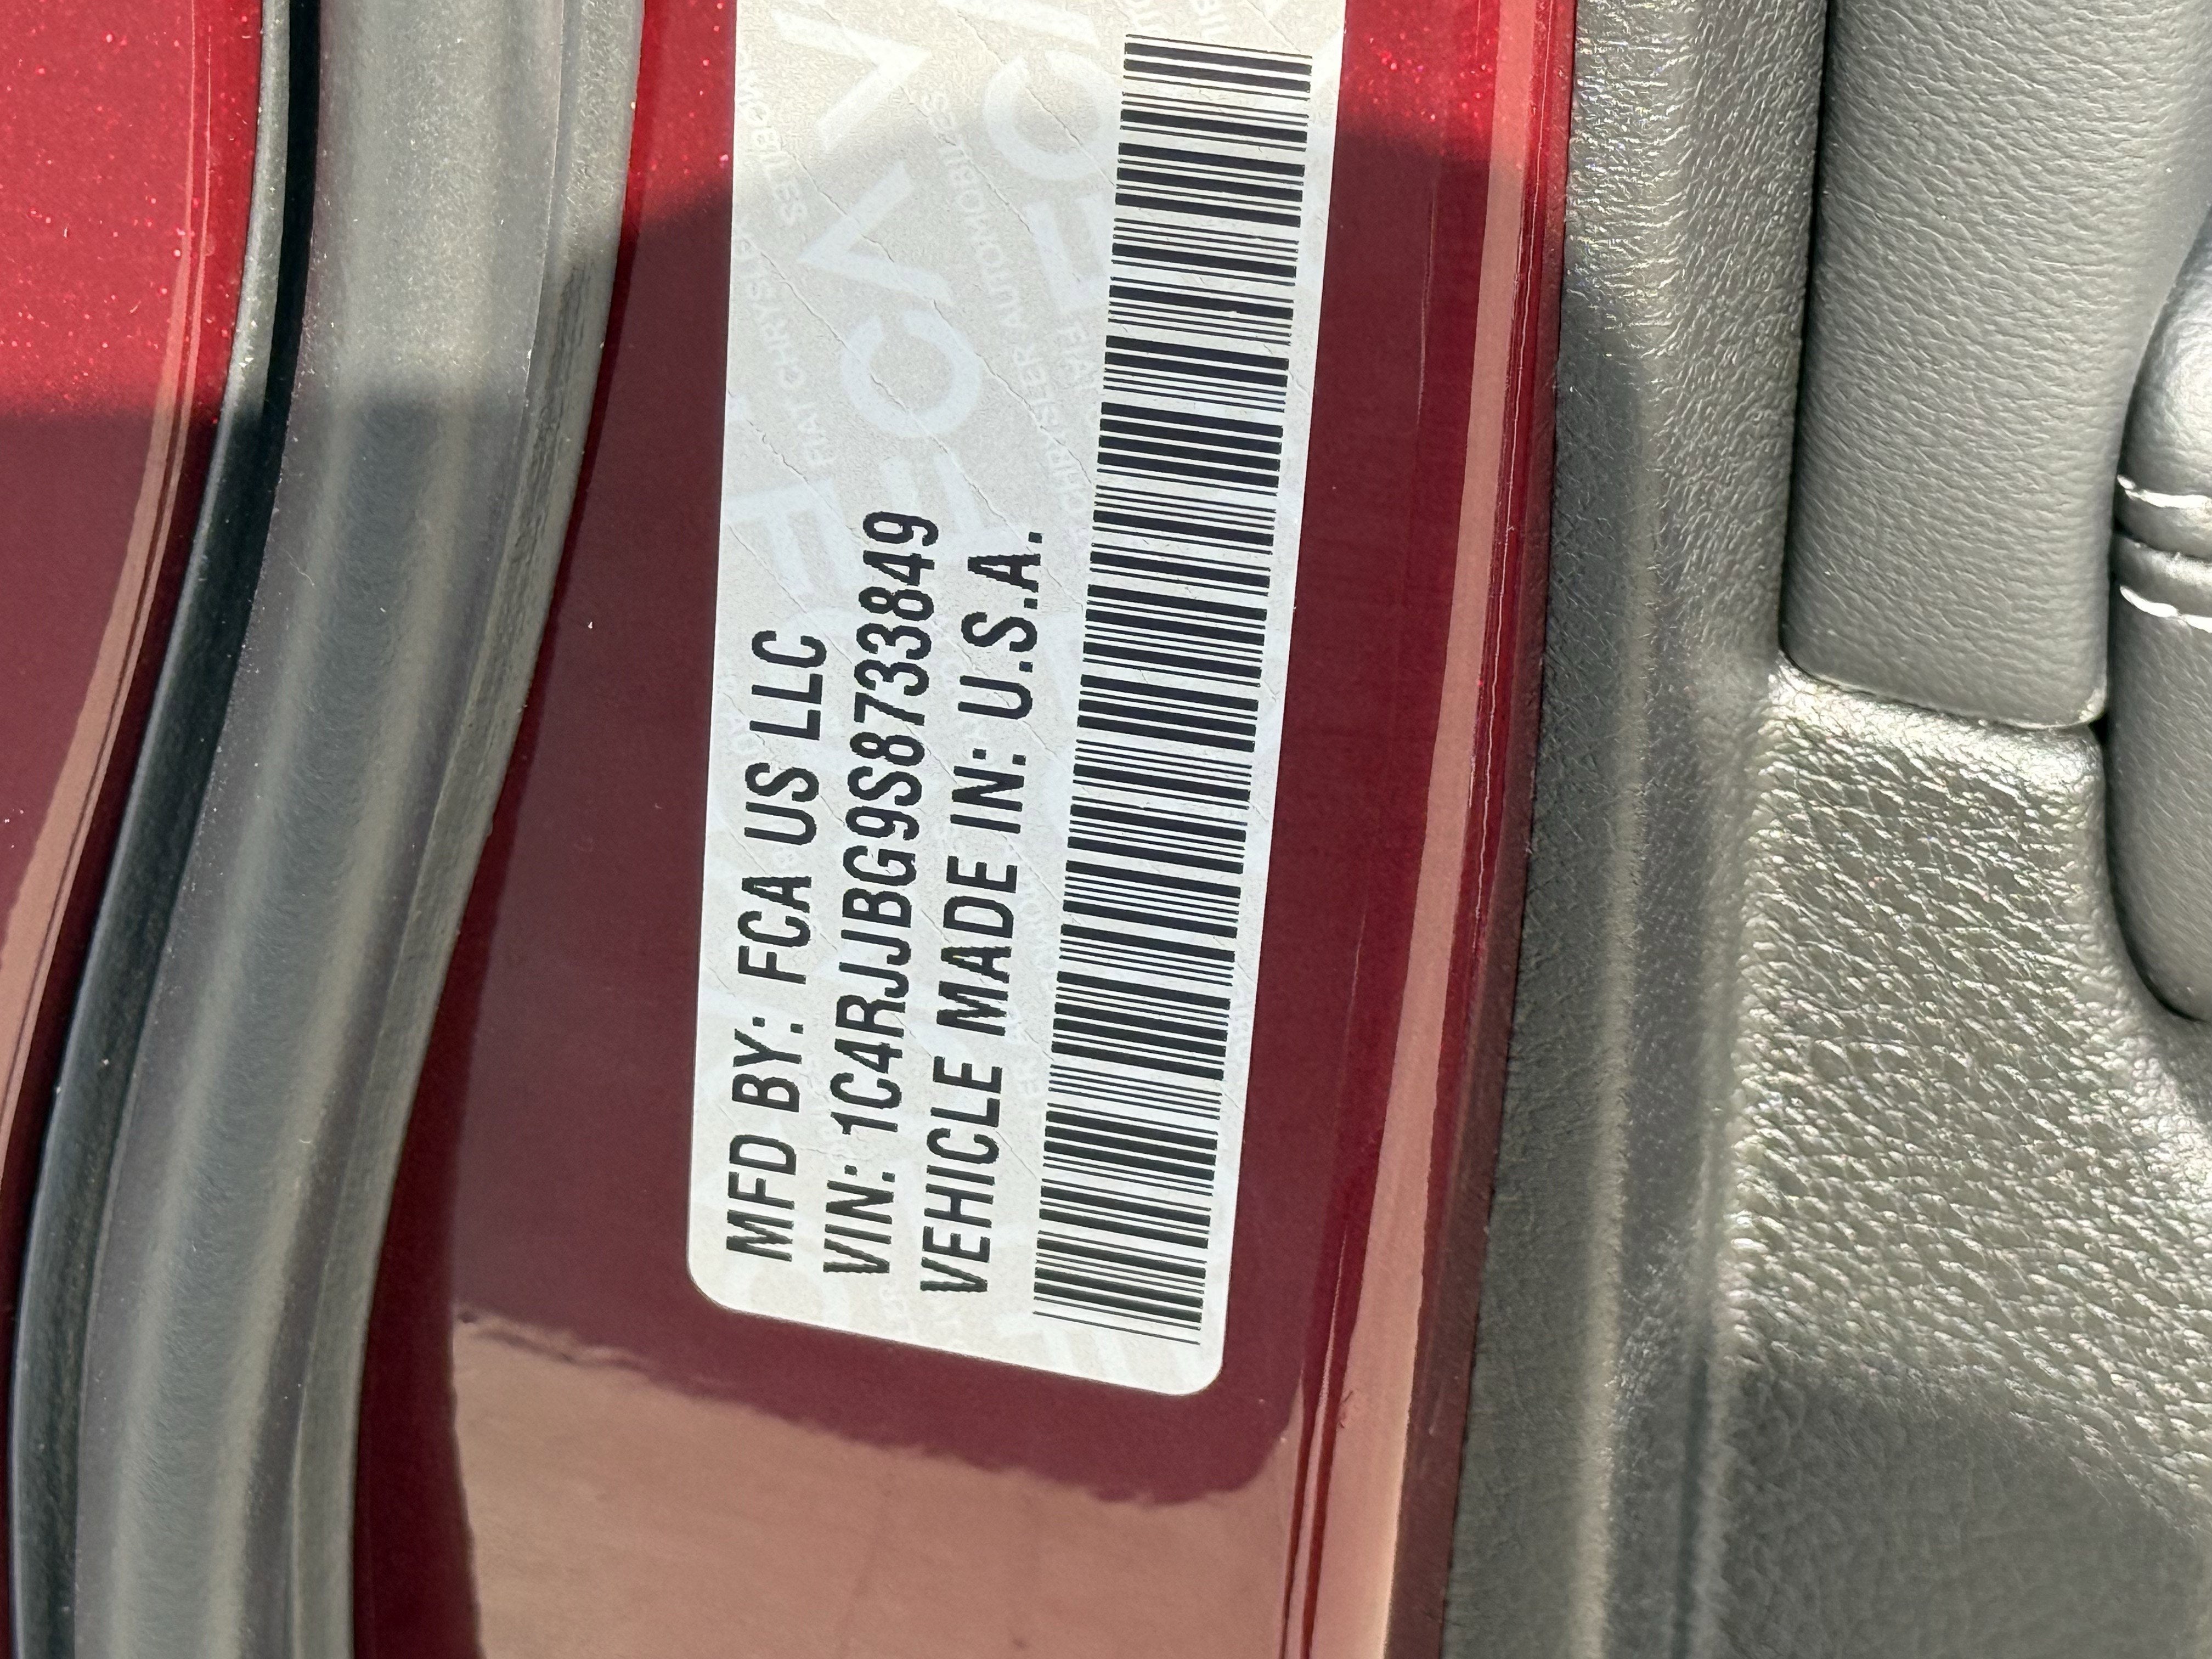 MFD BY: FCA US LLC
VIN: 1C4RJJBG9S8733849
VEHICLE MADE IN: U.S.A.